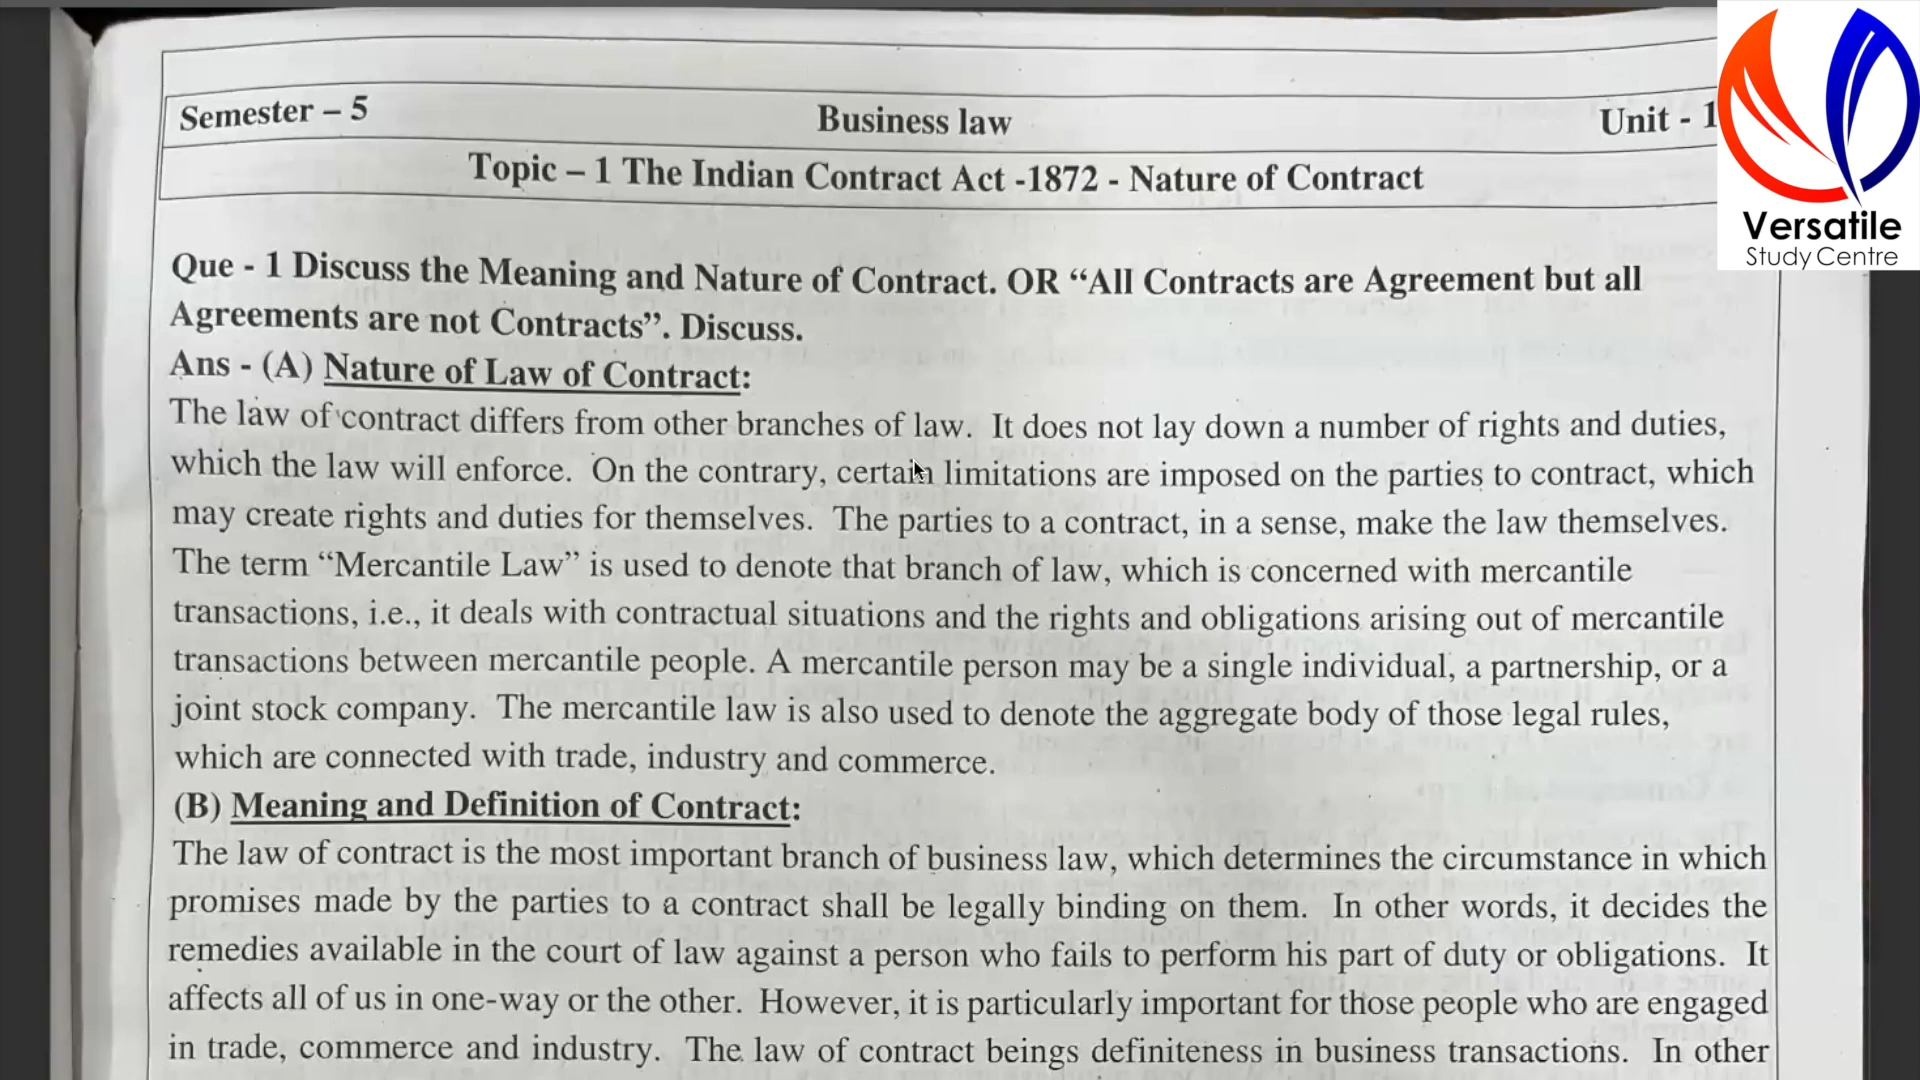 Semester – 5 Business law Unit - 1
Topic – 1 The Indian Contract Act -1872 - Nature of Contract
Versatile
Study Centre
Que - 1 Discuss the Meaning and Nature of Contract. OR “All Contracts are Agreement but all
Agreements are not Contracts”. Discuss.
Ans - (A) Nature of Law of Contract:
The law of contract differs from other branches of law. It does not lay down a number of rights and duties,
which the law will enforce. On the contrary, certain limitations are imposed on the parties to contract, which
may create rights and duties for themselves. The parties to a contract, in a sense, make the law themselves.
The term “Mercantile Law” is used to denote that branch of law, which is concerned with mercantile
transactions, i.e., it deals with contractual situations and the rights and obligations arising out of mercantile
transactions between mercantile people. A mercantile person may be a single individual, a partnership, or a
joint stock company. The mercantile law is also used to denote the aggregate body of those legal rules,
which are connected with trade, industry and commerce.
(B) Meaning and Definition of Contract:
The law of contract is the most important branch of business law, which determines the circumstance in which
promises made by the parties to a contract shall be legally binding on them. In other words, it decides the
remedies available in the court of law against a person who fails to perform his part of duty or obligations. It
affects all of us in one-way or the other. However, it is particularly important for those people who are engaged
in trade, commerce and industry. The law of contract beings definiteness in business transactions. In other